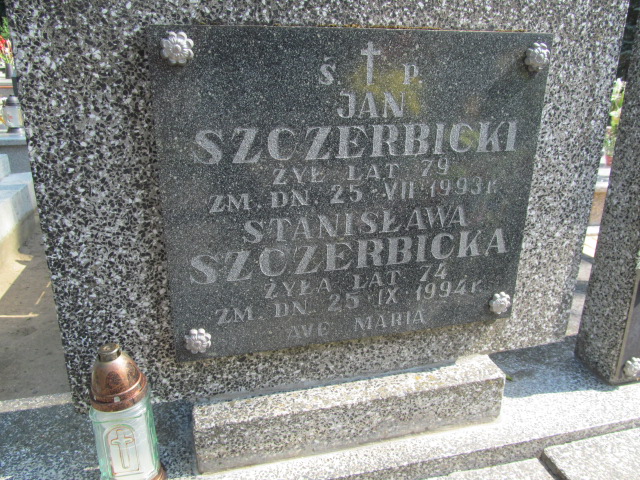 Ś. P.
JAN
SZCZERBICKI
ŻYŁ LAT 79
ZM. DN. 25-VII 1993 r.
STANISŁAWA
SZCZERBICKA
ŻYŁA LAT 74
ZM. DN. 25 IX 1994 r.
AVE MARIA